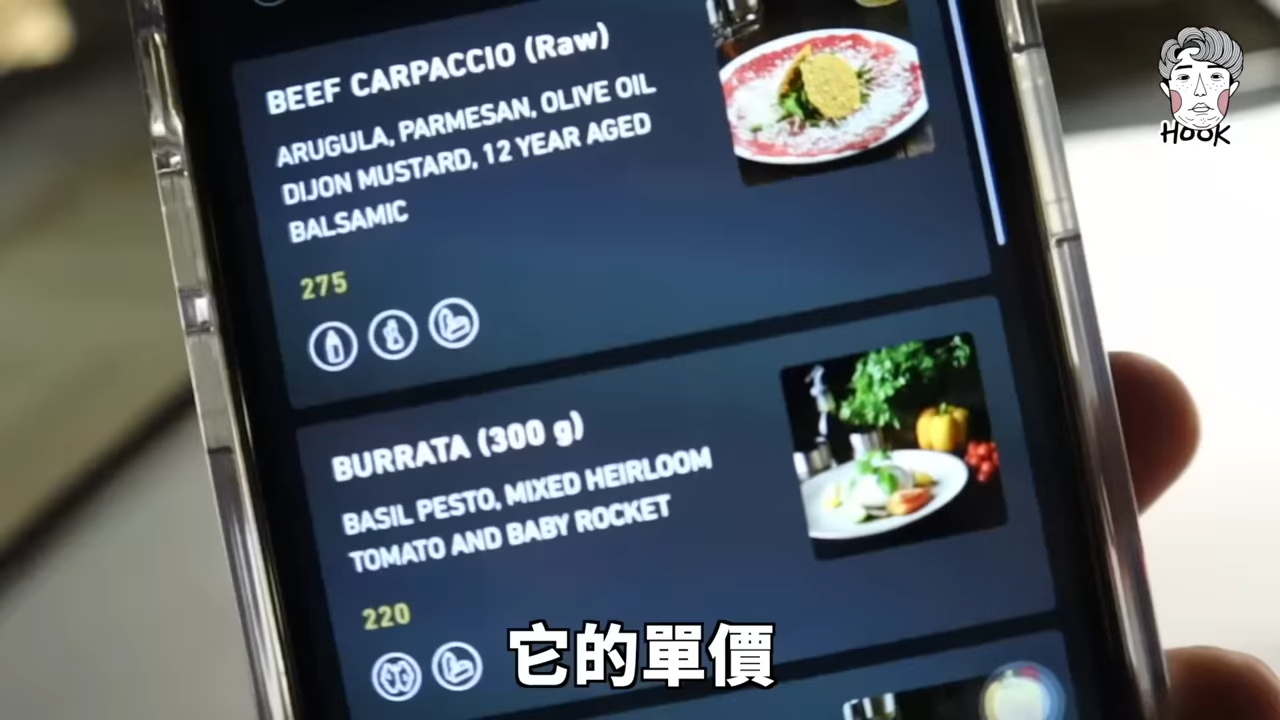 HOOK
BEEF CARPACCIO (Raw)
ARUGULA, PARMESAN, OLIVE OIL
DIJON MUSTARD, 12 YEAR AGED
BALSAMIC
275
BURRATA (300 g)
BASIL PESTO, MIXED HEIRLOOM
TOMATO AND BABY ROCKET
220
它的單價